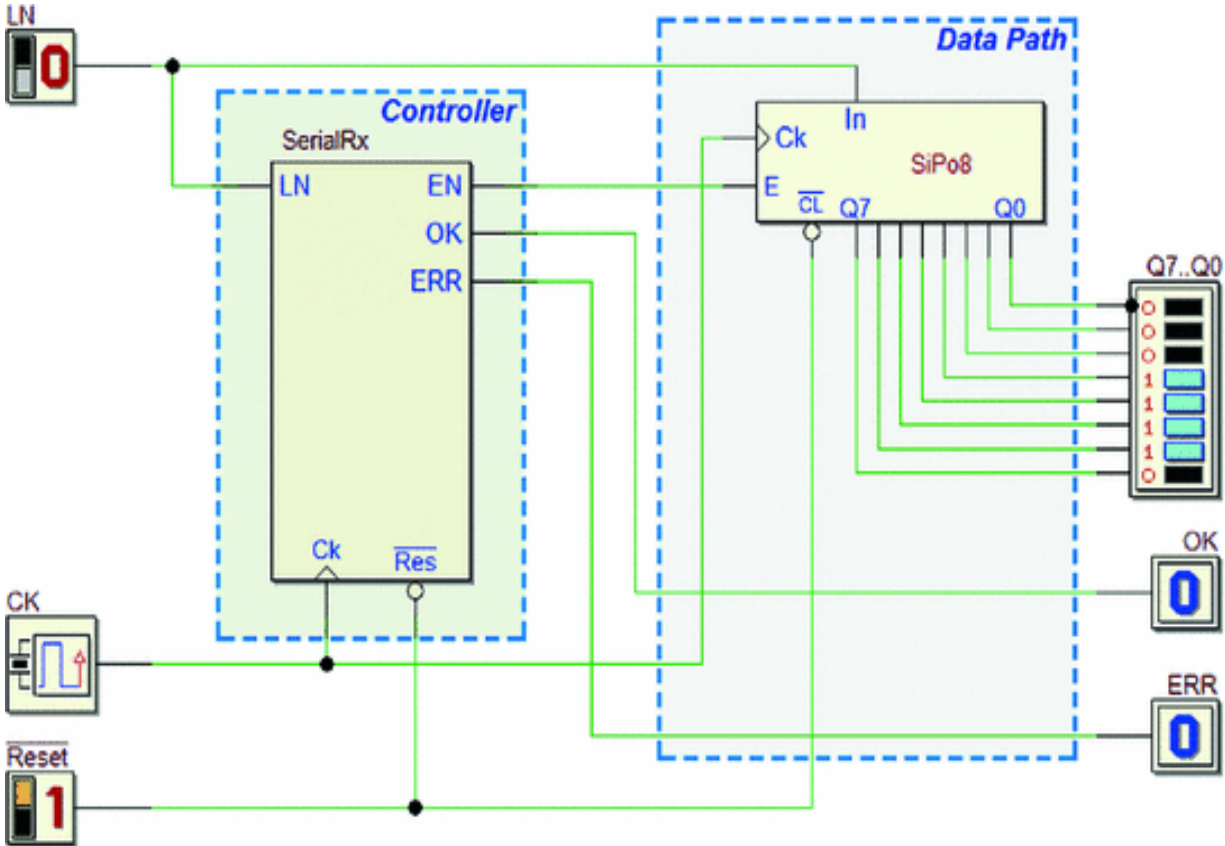 LN
0
Data Path
Controller
In
SerialRx
Ck
SiPo8
LN
EN
E
CL
Q7
Q0
OK
ERR
Q7..Q0
0
0
0
1
1
1
1
0
Ck
Res
OK
0
CK
ERR
0
Reset
1